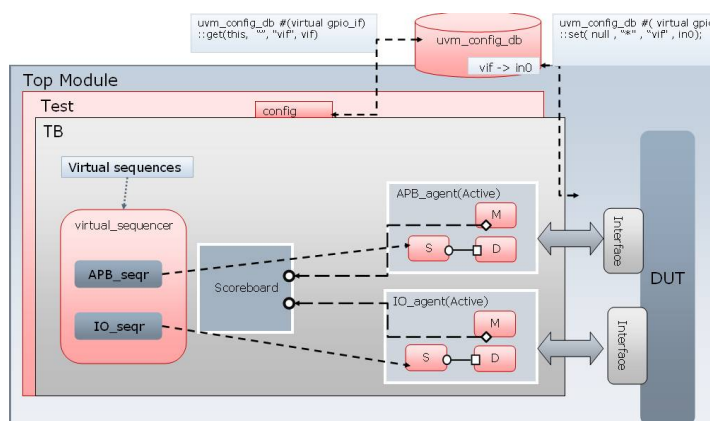 uvm_config_db #(virtual gpio_if)
::get(this, "", "vif", vif)
uvm_config_db
vif -> in0
uvm_config_db #( virtual gpio
::set( null , "*" , "vif" , in0);
Top Module
Test
config
TB
Virtual sequences
virtual_sequencer
APB_seqr
IO_seqr
Scoreboard
APB_agent(Active)
M
S
D
IO_agent(Active)
M
S
D
Interface
Interface
DUT